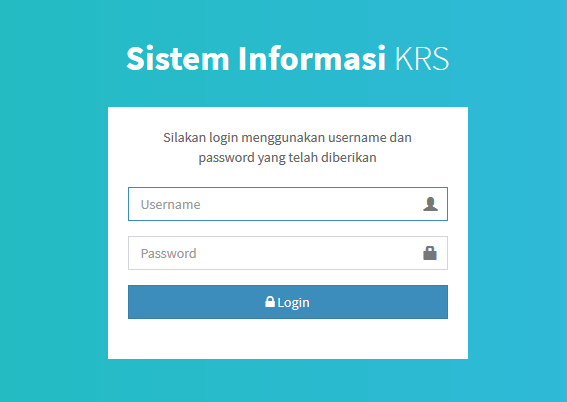 Sistem Informasi KRS
Silakan login menggunakan username dan
password yang telah diberikan
Username
Password
Login